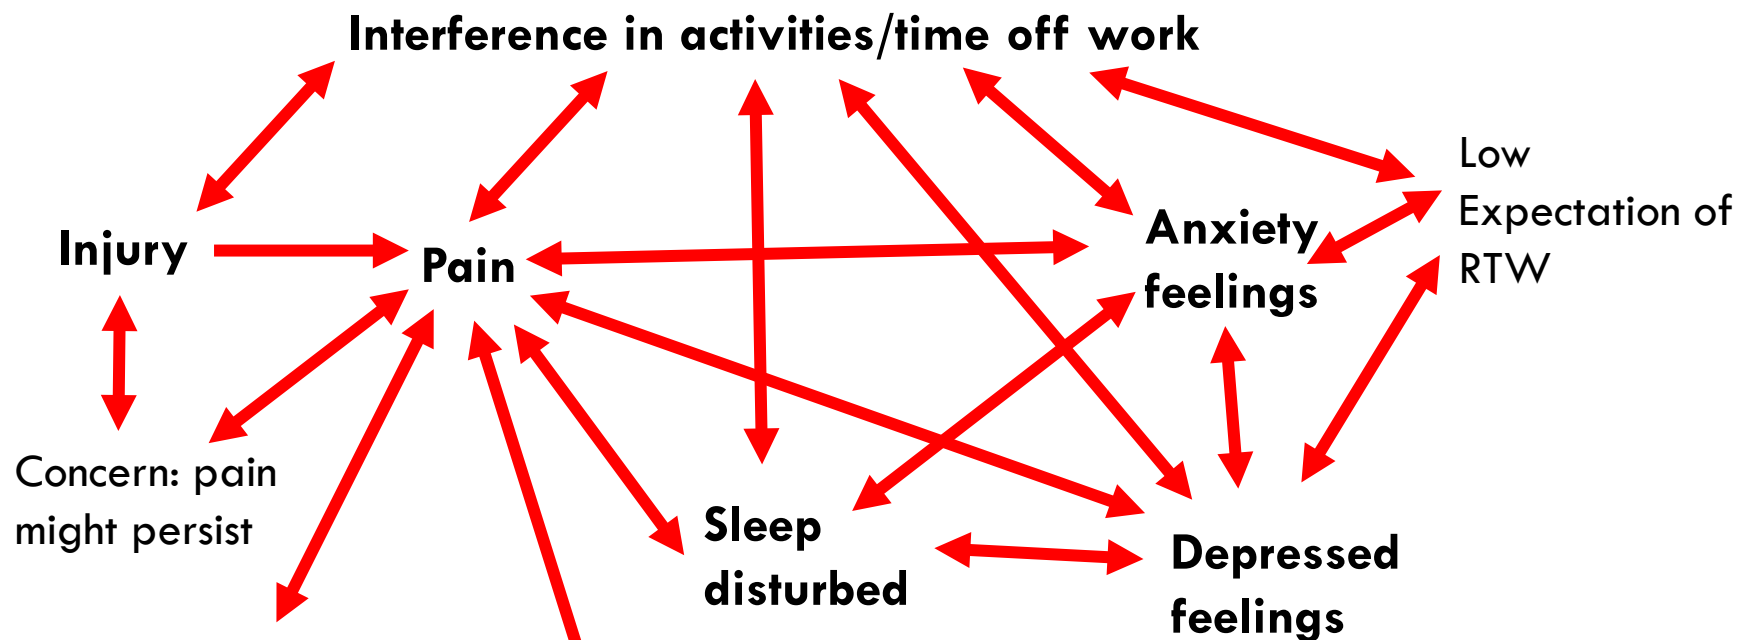 Interference in activities/time off work
Low
Expectation of
RTW
Injury
Pain
Anxiety
feelings
Concern: pain
might persist
Sleep
disturbed
Depressed
feelings